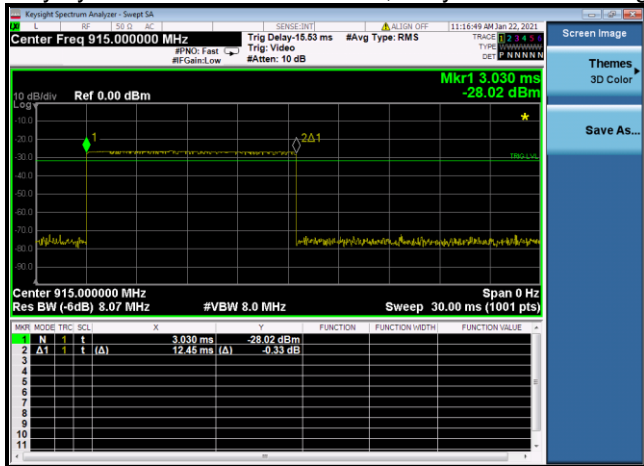 Keysight Spectrum Analyzer - Swept SA
L RF 50 Ω AC SENSE:INT ALIGN OFF 11:16:49 AM Jan 22, 2021
Center Freq 915.000000 MHz
#PNO: Fast
#IFGain:Low
Trig Delay-15.53 ms
Trig: Video
#Atten: 10 dB
#Avg Type: RMS
TRACE 1 2 3 4 5 6
TYPE WWWWWW
DET P N N N N N
Screen Image
Themes
3D Color
Save As...
Mkr1 3.030 ms
-28.02 dBm
10 dB/div Ref 0.00 dBm
Log
-10.0
-20.0
-30.0
-40.0
-50.0
-60.0
-70.0
-80.0
-90.0
1
2Δ1
TRIG LVL
Center 915.000000 MHz
Span 0 Hz
Res BW (-6dB) 8.07 MHz #VBW 8.0 MHz Sweep 30.00 ms (1001 pts)
MKR MODE TRC SCL X Y FUNCTION FUNCTION WIDTH FUNCTION VALUE
1 N 1 t 3.030 ms -28.02 dBm
2 Δ1 1 t (Δ) 12.45 ms (Δ) -0.33 dB
3
4
5
6
7
8
9
10
11